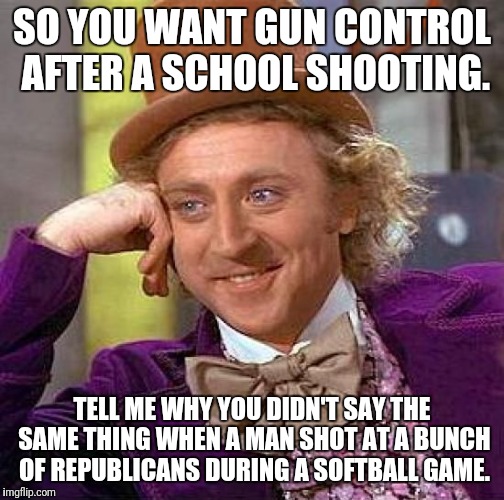 SO YOU WANT GUN CONTROL
AFTER A SCHOOL SHOOTING.
TELL ME WHY YOU DIDN'T SAY THE
SAME THING WHEN A MAN SHOT AT A BUNCH
OF REPUBLICANS DURING A SOFTBALL GAME.
imgflip.com